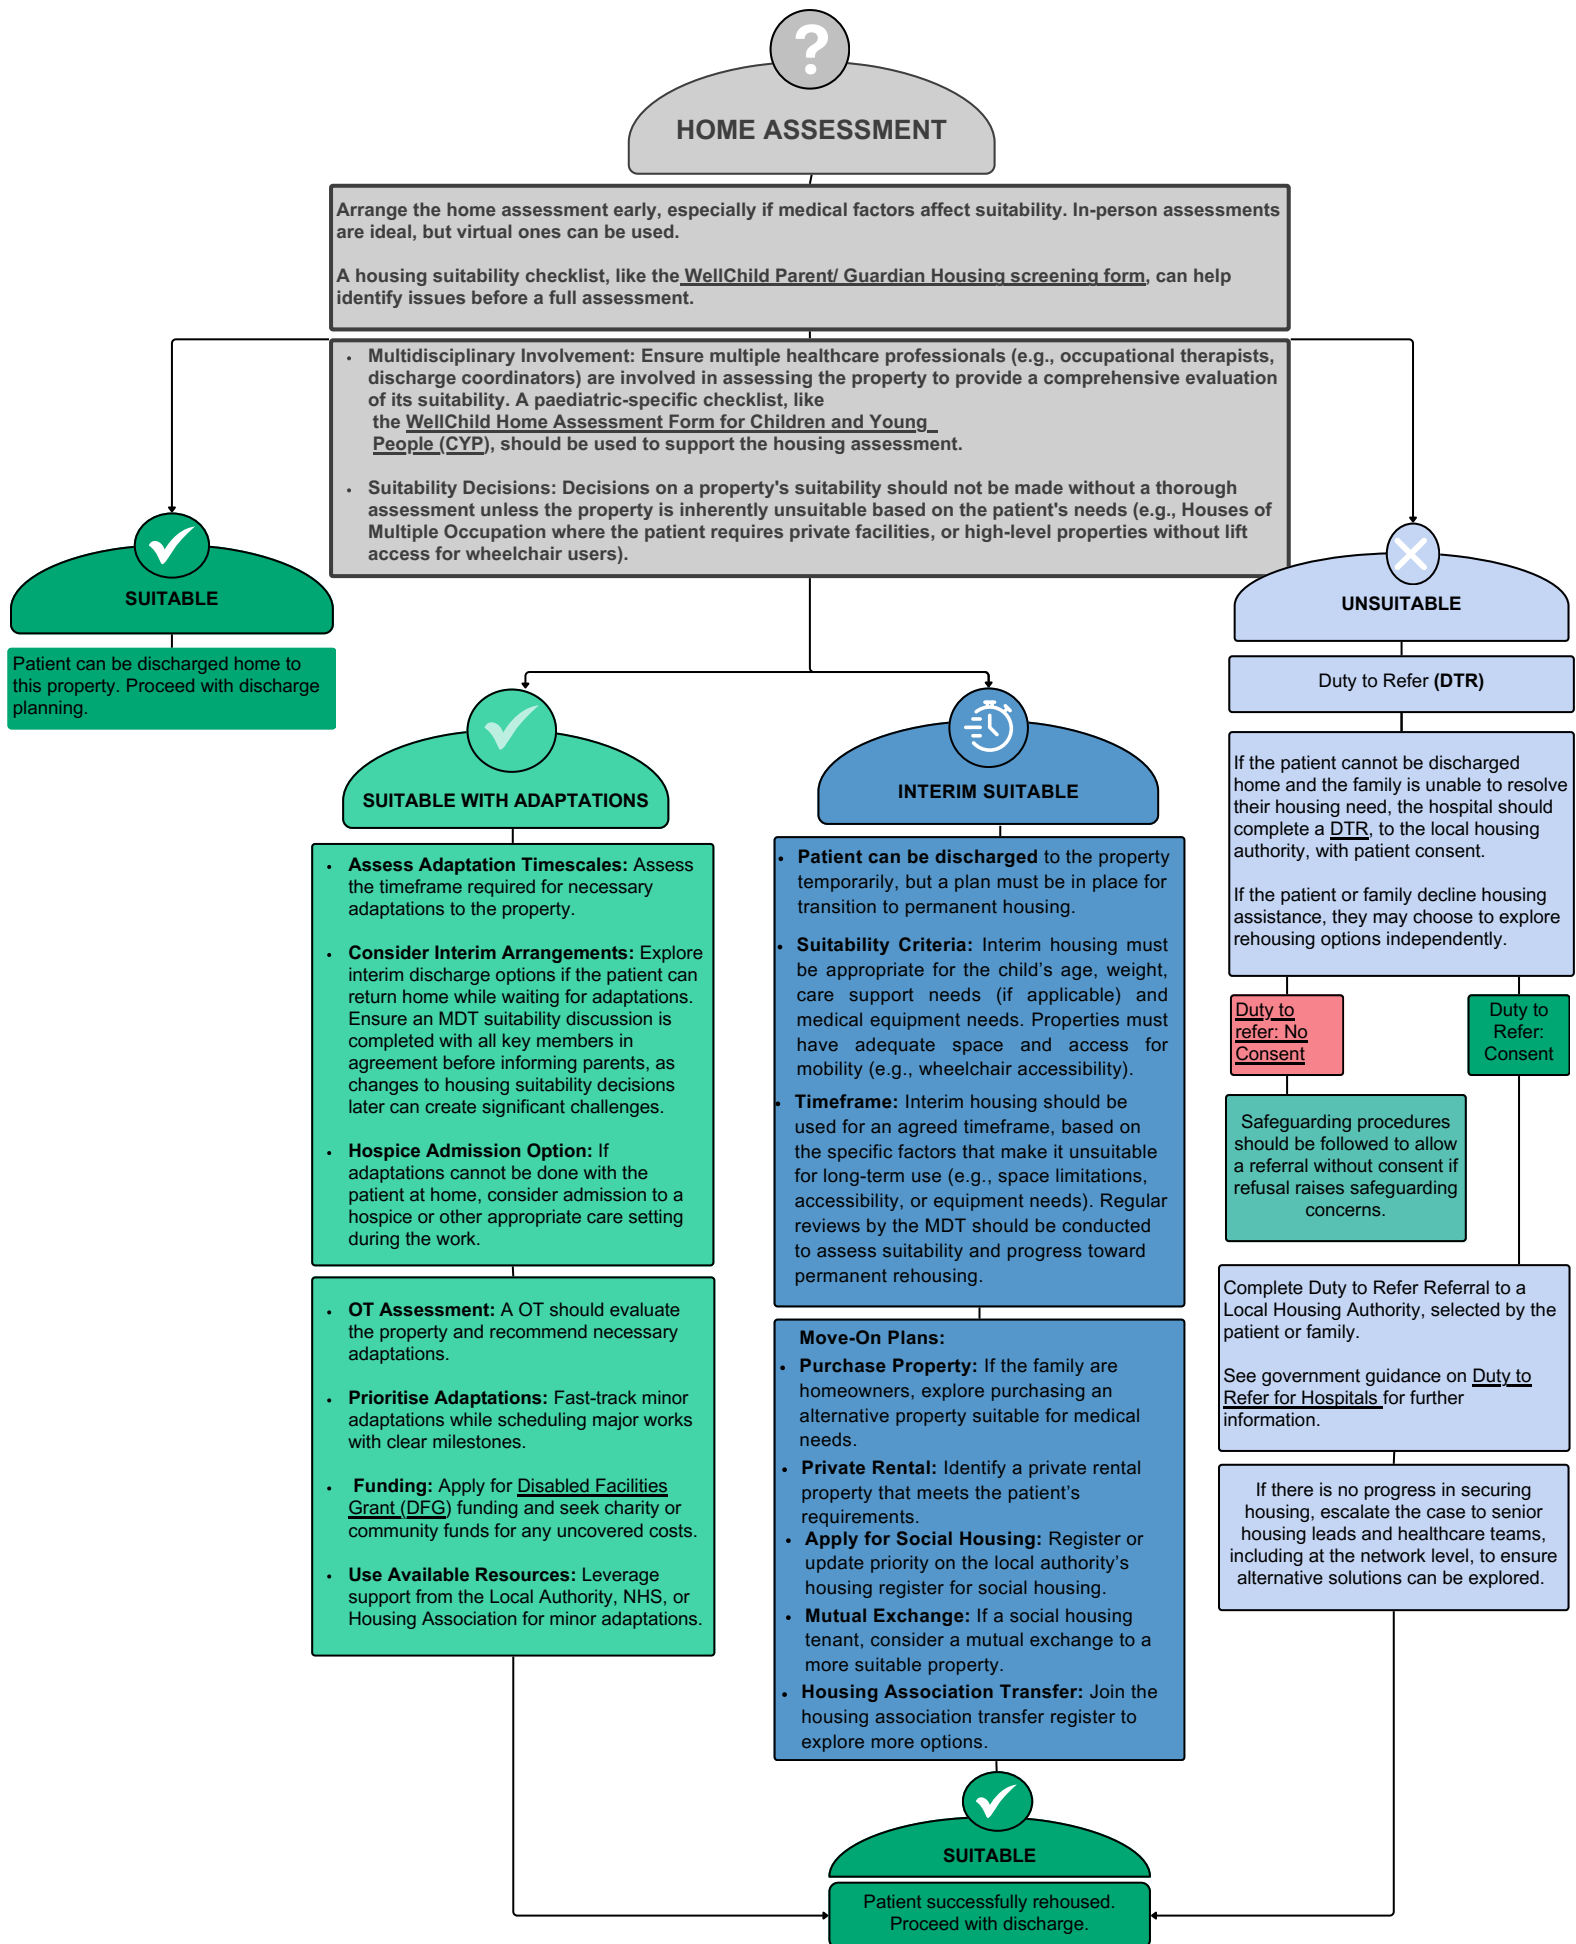 ?
HOME ASSESSMENT
Arrange the home assessment early, especially if medical factors affect suitability. In-person assessments
are ideal, but virtual ones can be used.
A housing suitability checklist, like the WellChild Parent/ Guardian Housing screening form, can help
identify issues before a full assessment.
• Multidisciplinary Involvement: Ensure multiple healthcare professionals (e.g., occupational therapists,
discharge coordinators) are involved in assessing the property to provide a comprehensive evaluation
of its suitability. A paediatric-specific checklist, like
the WellChild Home Assessment Form for Children and Young
People (CYP), should be used to support the housing assessment.
• Suitability Decisions: Decisions on a property's suitability should not be made without a thorough
assessment unless the property is inherently unsuitable based on the patient's needs (e.g., Houses of
Multiple Occupation where the patient requires private facilities, or high-level properties without lift
access for wheelchair users).
SUITABLE
Patient can be discharged home to
this property. Proceed with discharge
planning.
SUITABLE WITH ADAPTATIONS
• Assess Adaptation Timescales: Assess
the timeframe required for necessary
adaptations to the property.
• Consider Interim Arrangements: Explore
interim discharge options if the patient can
return home while waiting for adaptations.
Ensure an MDT suitability discussion is
completed with all key members in
agreement before informing parents, as
changes to housing suitability decisions
later can create significant challenges.
• Hospice Admission Option: If
adaptations cannot be done with the
patient at home, consider admission to a
hospice or other appropriate care setting
during the work.
• OT Assessment: A OT should evaluate
the property and recommend necessary
adaptations.
• Prioritise Adaptations: Fast-track minor
adaptations while scheduling major works
with clear milestones.
• Funding: Apply for Disabled Facilities
Grant (DFG) funding and seek charity or
community funds for any uncovered costs.
• Use Available Resources: Leverage
support from the Local Authority, NHS, or
Housing Association for minor adaptations.
INTERIM SUITABLE
• Patient can be discharged to the property
temporarily, but a plan must be in place for
transition to permanent housing.
• Suitability Criteria: Interim housing must
be appropriate for the child's age, weight,
care support needs (if applicable) and
medical equipment needs. Properties must
have adequate space and access for
mobility (e.g., wheelchair accessibility).
• Timeframe: Interim housing should be
used for an agreed timeframe, based on
the specific factors that make it unsuitable
for long-term use (e.g., space limitations,
accessibility, or equipment needs). Regular
reviews by the MDT should be conducted
to assess suitability and progress toward
permanent rehousing.
Move-On Plans:
• Purchase Property: If the family are
homeowners, explore purchasing an
alternative property suitable for medical
needs.
• Private Rental: Identify a private rental
property that meets the patient's
requirements.
• Apply for Social Housing: Register or
update priority on the local authority's
housing register for social housing.
• Mutual Exchange: If a social housing
tenant, consider a mutual exchange to a
more suitable property.
• Housing Association Transfer: Join the
housing association transfer register to
explore more options.
UNSUITABLE
Duty to Refer (DTR)
If the patient cannot be discharged
home and the family is unable to resolve
their housing need, the hospital should
complete a DTR, to the local housing
authority, with patient consent.
If the patient or family decline housing
assistance, they may choose to explore
rehousing options independently.
Duty to
refer: No
Consent
Safeguarding procedures
should be followed to allow
a referral without consent if
refusal raises safeguarding
concerns.
Duty to
Refer:
Consent
Complete Duty to Refer Referral to a
Local Housing Authority, selected by the
patient or family.
See government guidance on Duty to
Refer for Hospitals for further
information.
If there is no progress in securing
housing, escalate the case to senior
housing leads and healthcare teams,
including at the network level, to ensure
alternative solutions can be explored.
SUITABLE
Patient successfully rehoused.
Proceed with discharge.